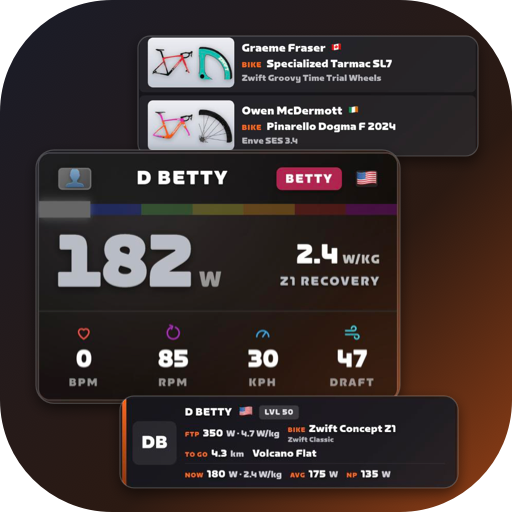 Graeme Fraser
BIKE Specialized Tarmac SL7
Zwift Groovy Time Trial Wheels
Owen McDermott
BIKE Pinarello Dogma F 2024
Enve SES 3.4
D BETTY BETTY
182 W
2.4 W/KG
Z1 RECOVERY
0 85 30 47
BPM RPM KPH DRAFT
DB
D BETTY LVL 50
FTP 350 W · 4.7 W/kg BIKE Zwift Concept Z1
Zwift Classic
TO GO 4.3 km Volcano Flat
NOW 180 W · 2.4 W/kg AVG 175 W NP 135 W